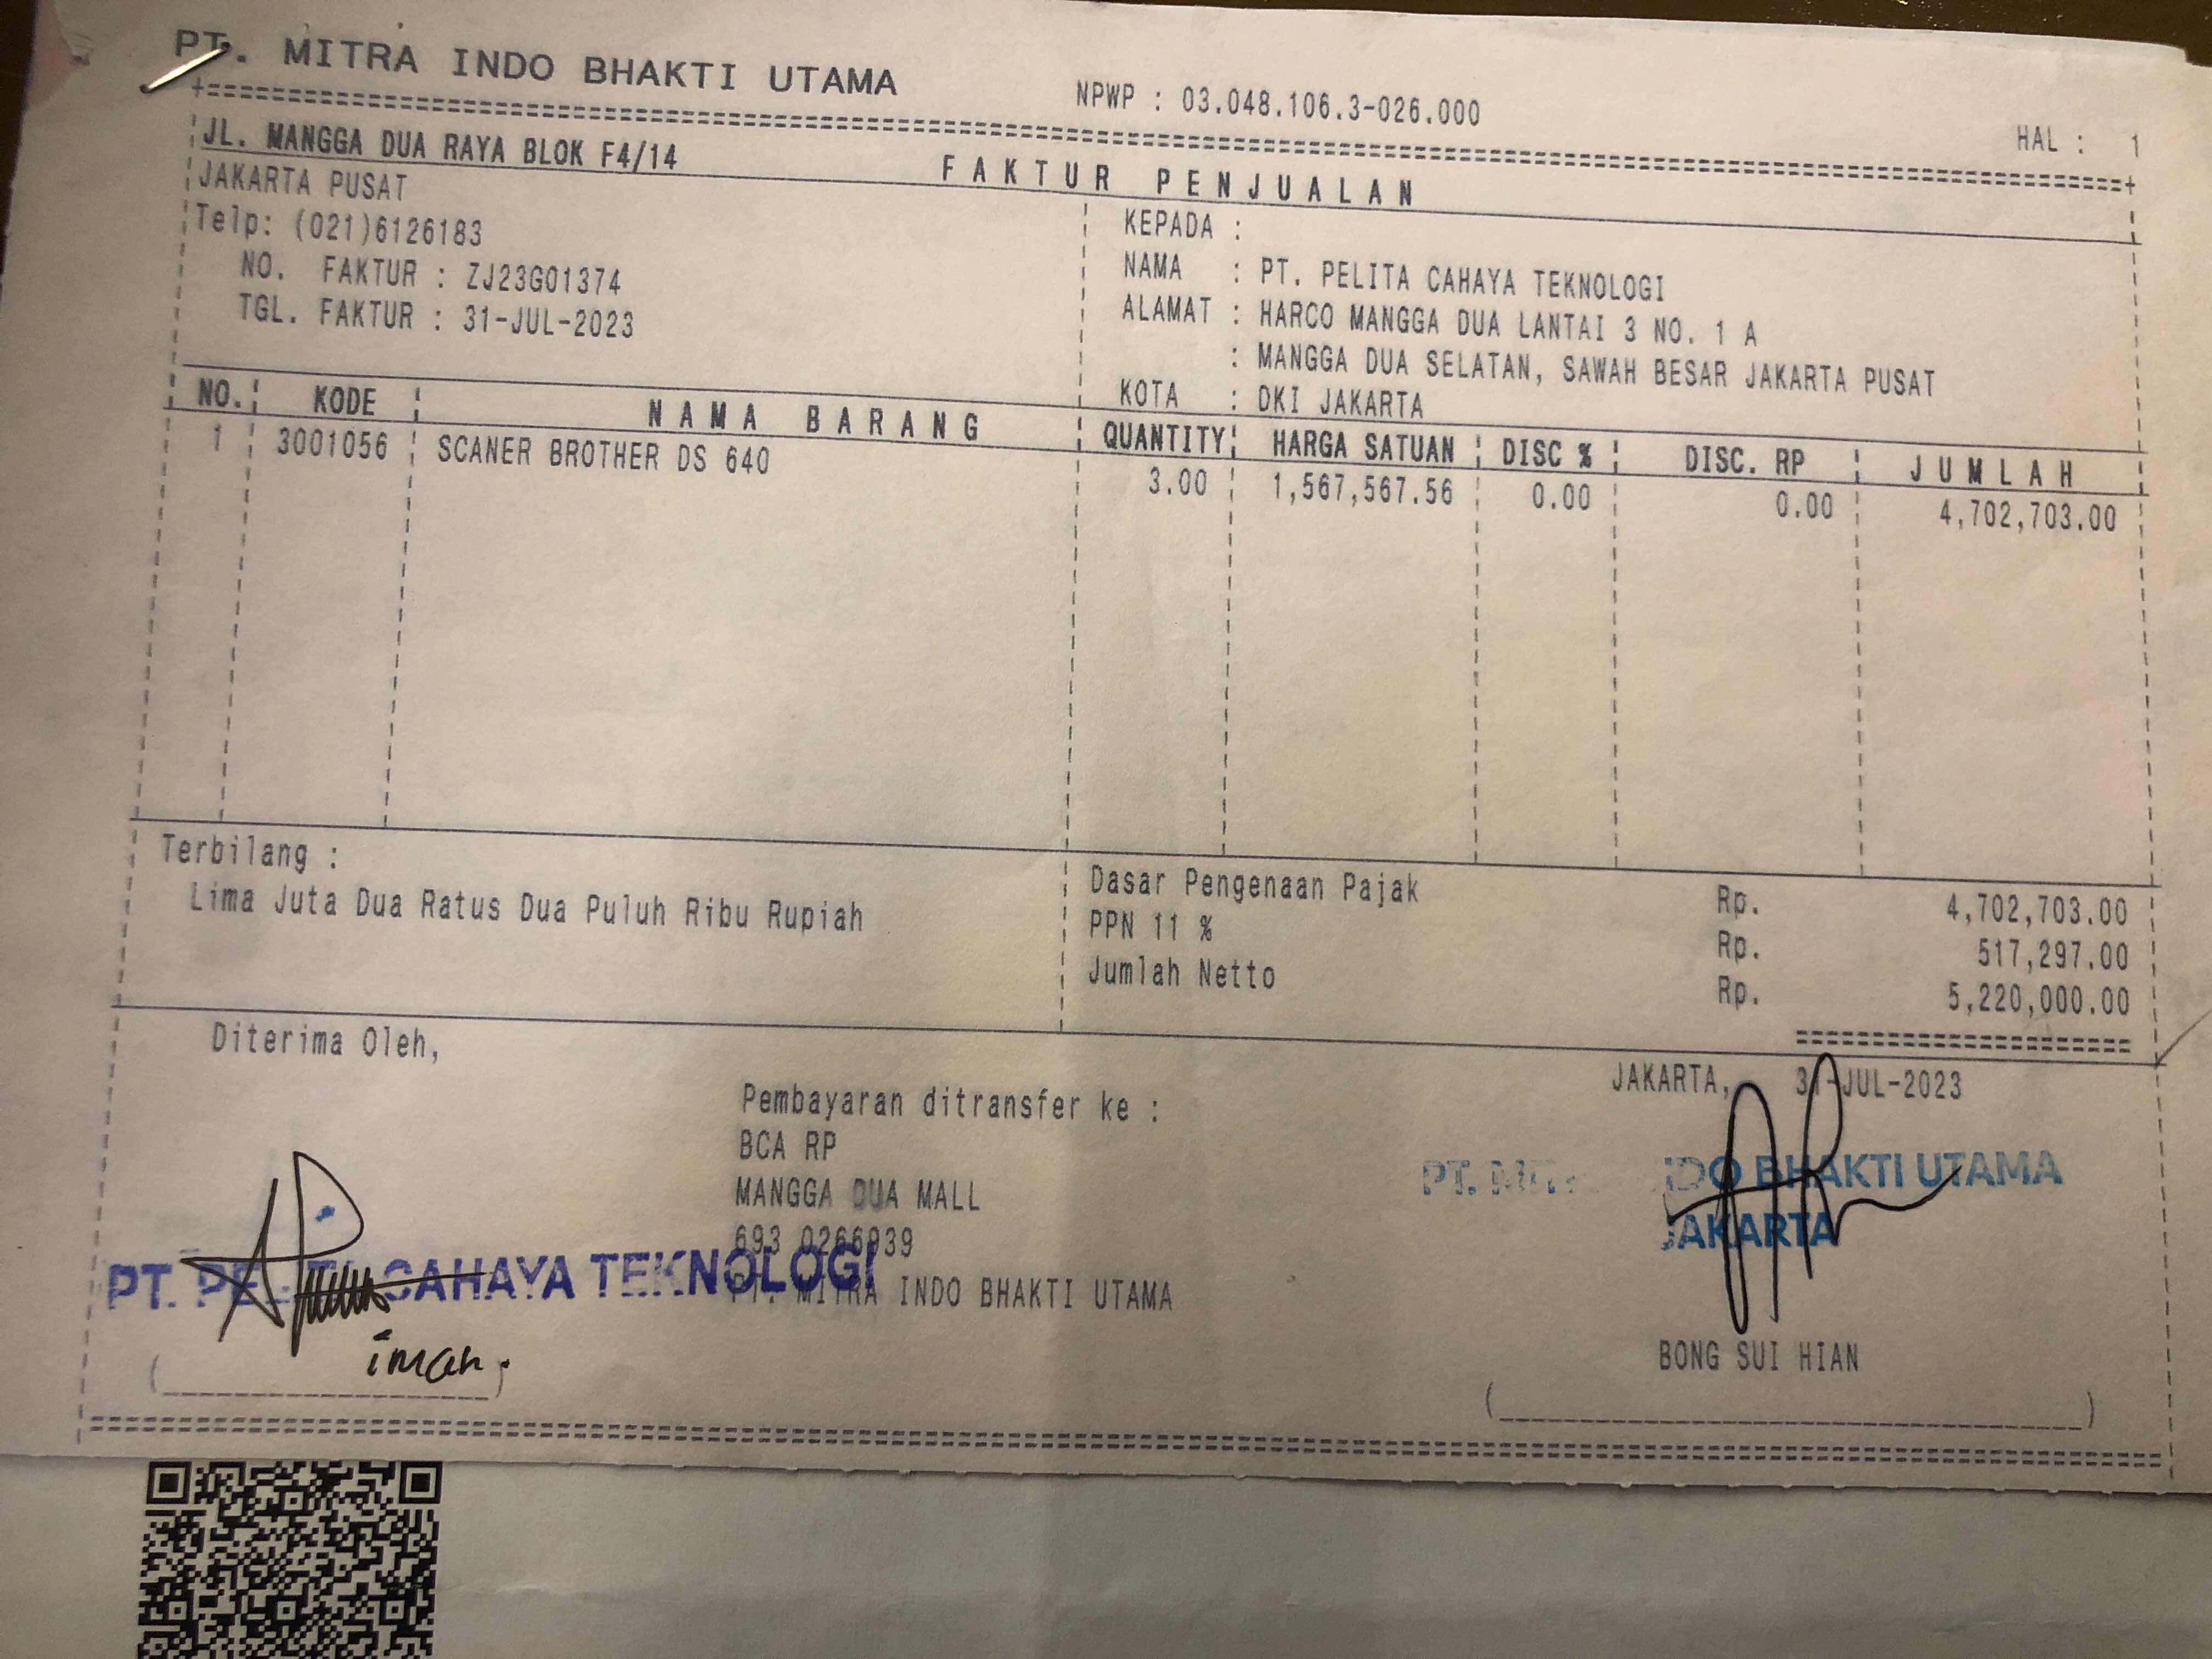 PT. MITRA INDO BHAKTI UTAMA
NPWP : 03.048.106.3-026.000
HAL : 1
JL. MANGGA DUA RAYA BLOK F4/14
JAKARTA PUSAT
Telp: (021)6126183
NO. FAKTUR : ZJ23G01374
TGL. FAKTUR : 31-JUL-2023
FAKTUR PENJUALAN
KEPADA :
NAMA : PT. PELITA CAHAYA TEKNOLOGI
ALAMAT : HARCO MANGGA DUA LANTAI 3 NO. 1 A
: MANGGA DUA SELATAN, SAWAH BESAR JAKARTA PUSAT
KOTA : DKI JAKARTA
NO. KODE NAMA BARANG QUANTITY HARGA SATUAN DISC % DISC. RP JUMLAH
1 3001056 SCANER BROTHER DS 640 3.00 1,567,567.56 0.00 0.00 4,702,703.00
Terbilang :
Lima Juta Dua Ratus Dua Puluh Ribu Rupiah
Dasar Pengenaan Pajak Rp. 4,702,703.00
PPN 11 % Rp. 517,297.00
Jumlah Netto Rp. 5,220,000.00
Diterima Oleh,
Pembayaran ditransfer ke :
BCA RP
MANGGA DUA MALL
693 0266939
PT. MITRA INDO BHAKTI UTAMA
PT. CAHAYA TEKNOLOGI
iman.
JAKARTA, 31-JUL-2023
PT. BHAKTI UTAMA
JAKARTA
BONG SUI HIAN